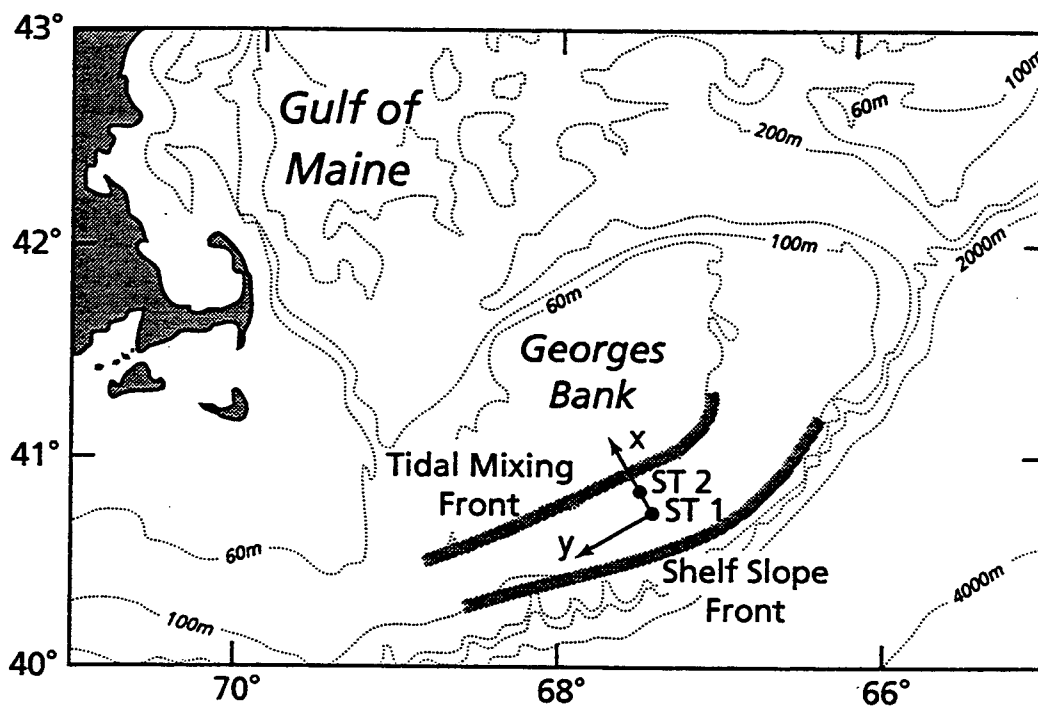 43°
42°
41°
40°
70°
68°
66°
Gulf of
Maine
100m
60m
200m
2000m
100m
60m
Georges
Bank
x
Tidal Mixing
Front
ST 2
ST 1
y
60m
Shelf Slope
Front
4000m
100m